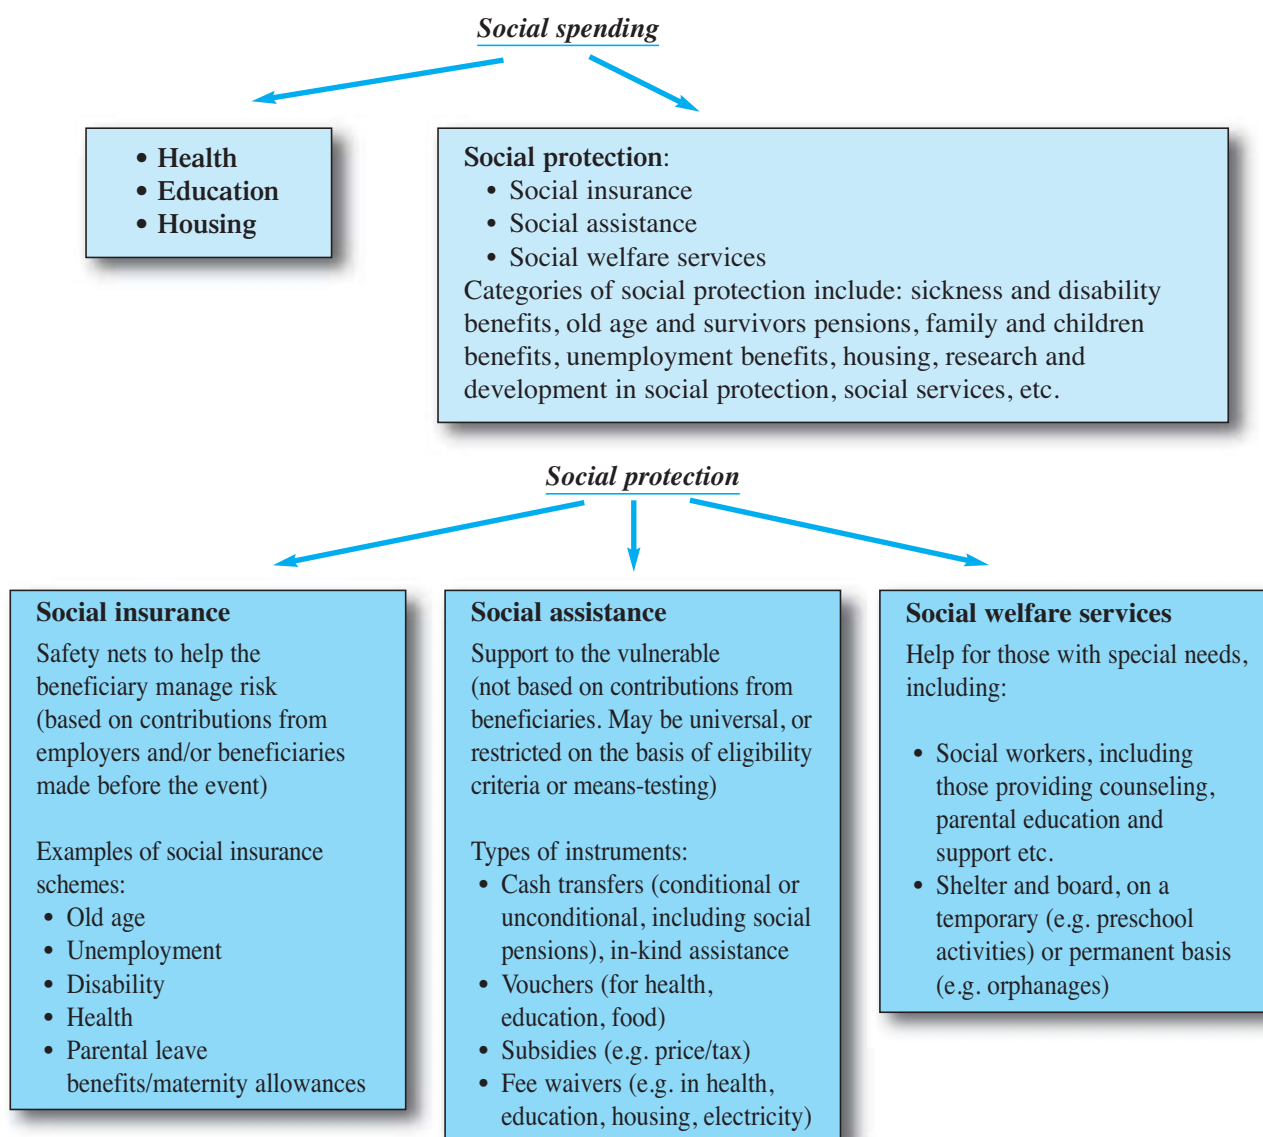 Social spending
• Health
• Education
• Housing
Social protection:
• Social insurance
• Social assistance
• Social welfare services
Categories of social protection include: sickness and disability
benefits, old age and survivors pensions, family and children
benefits, unemployment benefits, housing, research and
development in social protection, social services, etc.
Social protection
Social insurance
Safety nets to help the
beneficiary manage risk
(based on contributions from
employers and/or beneficiaries
made before the event)
Examples of social insurance
schemes:
• Old age
• Unemployment
• Disability
• Health
• Parental leave
benefits/maternity allowances
Social assistance
Support to the vulnerable
(not based on contributions from
beneficiaries. May be universal, or
restricted on the basis of eligibility
criteria or means-testing)
Types of instruments:
• Cash transfers (conditional or
unconditional, including social
pensions), in-kind assistance
• Vouchers (for health,
education, food)
• Subsidies (e.g. price/tax)
• Fee waivers (e.g. in health,
education, housing, electricity)
Social welfare services
Help for those with special needs,
including:
• Social workers, including
those providing counseling,
parental education and
support etc.
• Shelter and board, on a
temporary (e.g. preschool
activities) or permanent basis
(e.g. orphanages)